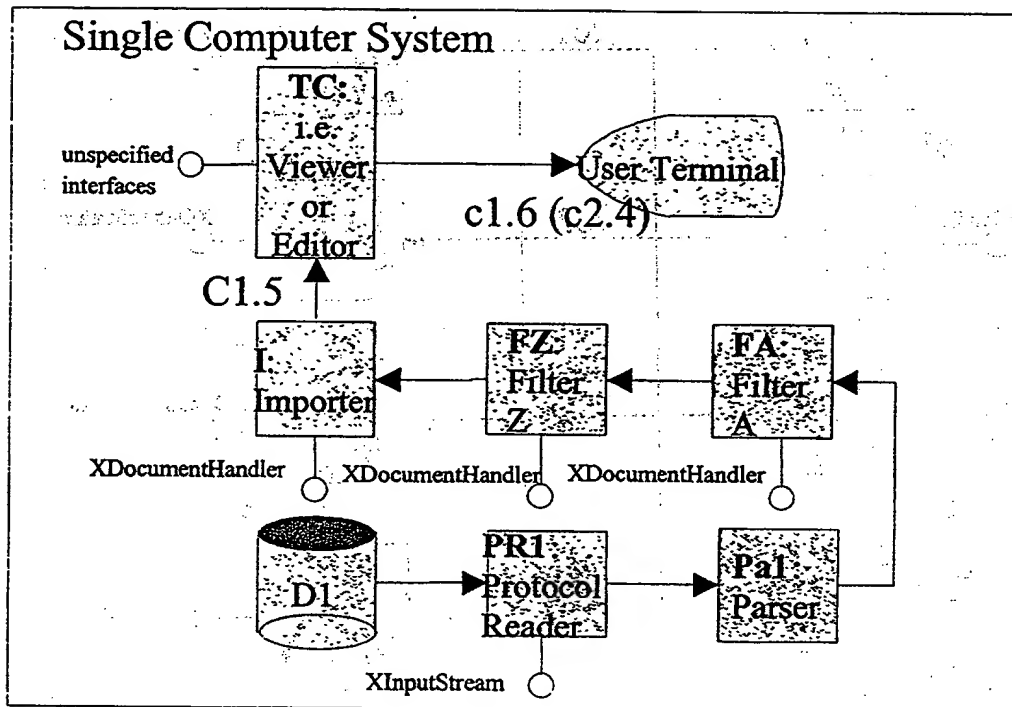 Single Computer System
TC:
i.e.
Viewer
or
Editor
unspecified
interfaces
User Terminal
c1.6 (c2.4)
C1.5
I:
Importer
FZ:
Filter
Z
FA:
Filter
A
XDocumentHandler
XDocumentHandler
XDocumentHandler
D1
PR1
Protocol
Reader
Pa1
Parser
XInputStream